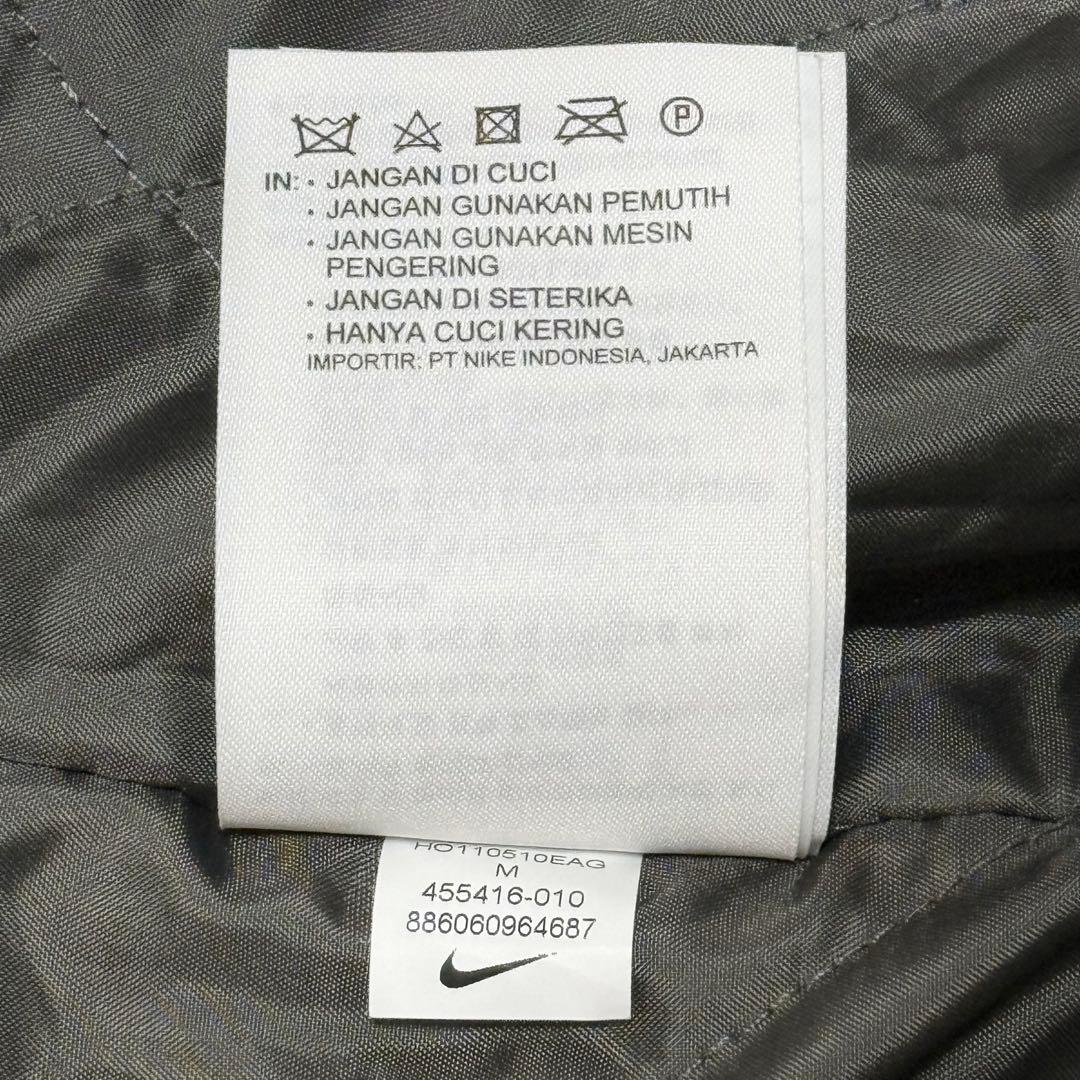 P
IN: • JANGAN DI CUCI
• JANGAN GUNAKAN PEMUTIH
• JANGAN GUNAKAN MESIN
PENGERING
• JANGAN DI SETERIKA
• HANYA CUCI KERING
IMPORTIR: PT NIKE INDONESIA, JAKARTA
HO110510EAG
M
455416-010
886060964687